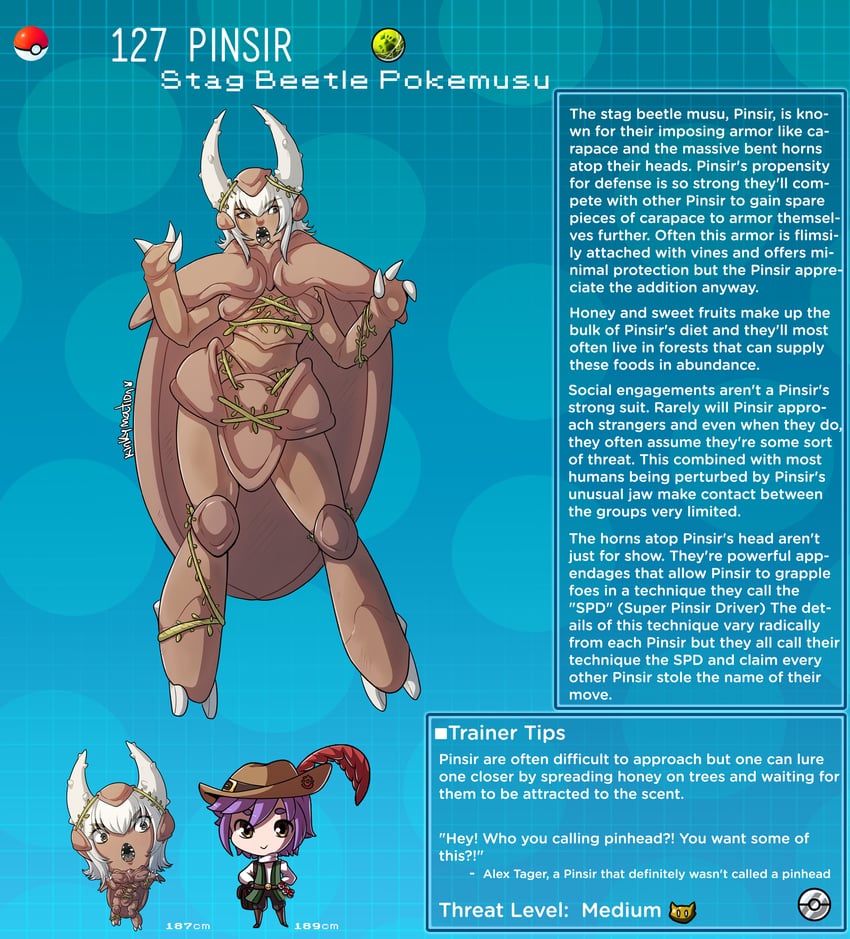 127 PINSIR
Stag Beetle Pokemusu
The stag beetle musu, Pinsir, is kno-
wn for their imposing armor like ca-
rapace and the massive bent horns
atop their heads. Pinsir's propensity
for defense is so strong they'll com-
pete with other Pinsir to gain spare
pieces of carapace to armor themsel-
ves further. Often this armor is flimsi-
ly attached with vines and offers mi-
nimal protection but the Pinsir appre-
ciate the addition anyway.
Honey and sweet fruits make up the
bulk of Pinsir's diet and they'll most
often live in forests that can supply
these foods in abundance.
Social engagements aren't a Pinsir's
strong suit. Rarely will Pinsir appro-
ach strangers and even when they do,
they often assume they're some sort
of threat. This combined with most
humans being perturbed by Pinsir's
unusual jaw make contact between
the groups very limited.
The horns atop Pinsir's head aren't
just for show. They're powerful app-
endages that allow Pinsir to grapple
foes in a technique they call the
"SPD" (Super Pinsir Driver) The det-
ails of this technique vary radically
from each Pinsir but they all call their
technique the SPD and claim every
other Pinsir stole the name of their
move.
kinkymation
Trainer Tips
Pinsir are often difficult to approach but one can lure
one closer by spreading honey on trees and waiting for
them to be attracted to the scent.
"Hey! Who you calling pinhead?! You want some of
this?!"
- Alex Tager, a Pinsir that definitely wasn't called a pinhead
Threat Level: Medium
187cm
189cm